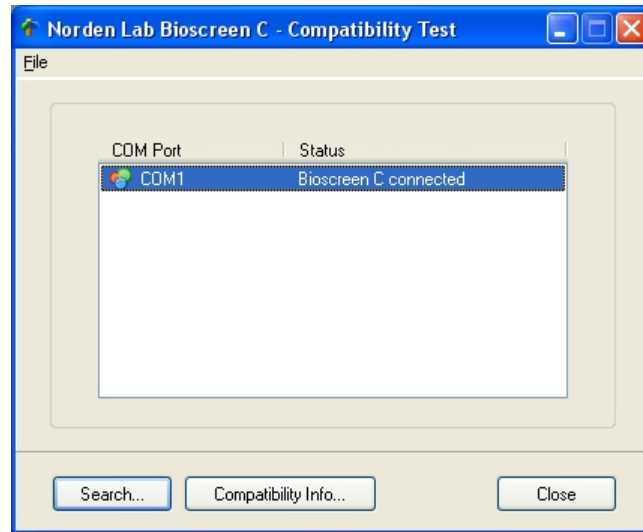 Norden Lab Bioscreen C - Compatibility Test
File
COM Port Status
COM1 Bioscreen C connected
Search... Compatibility Info... Close